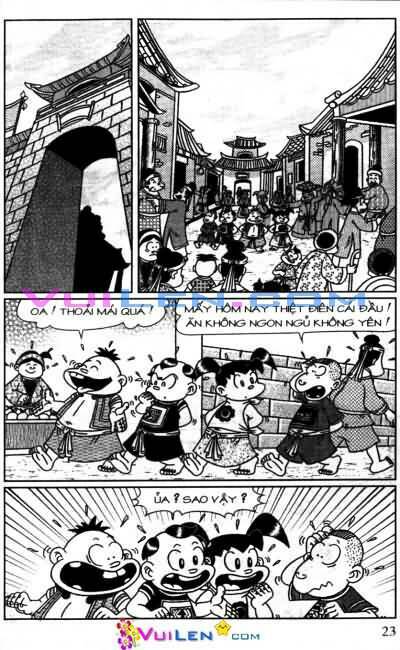 OA! THOẢI MÁI QUÁ!
MẤY HÔM NAY THIỆT ĐIÊN CÁI ĐẦU!
ĂN KHÔNG NGON NGỦ KHÔNG YÊN!
VUILEN.COM
ỦA? SAO VẬY?
23
VUILEN.COM